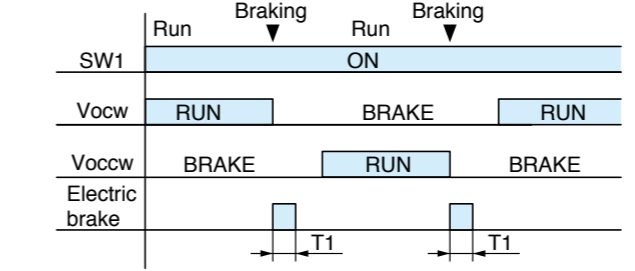 Braking Braking
Run Run
SW1 ON
Vocw RUN BRAKE RUN
Voccw BRAKE RUN BRAKE
Electric
brake
T1 T1